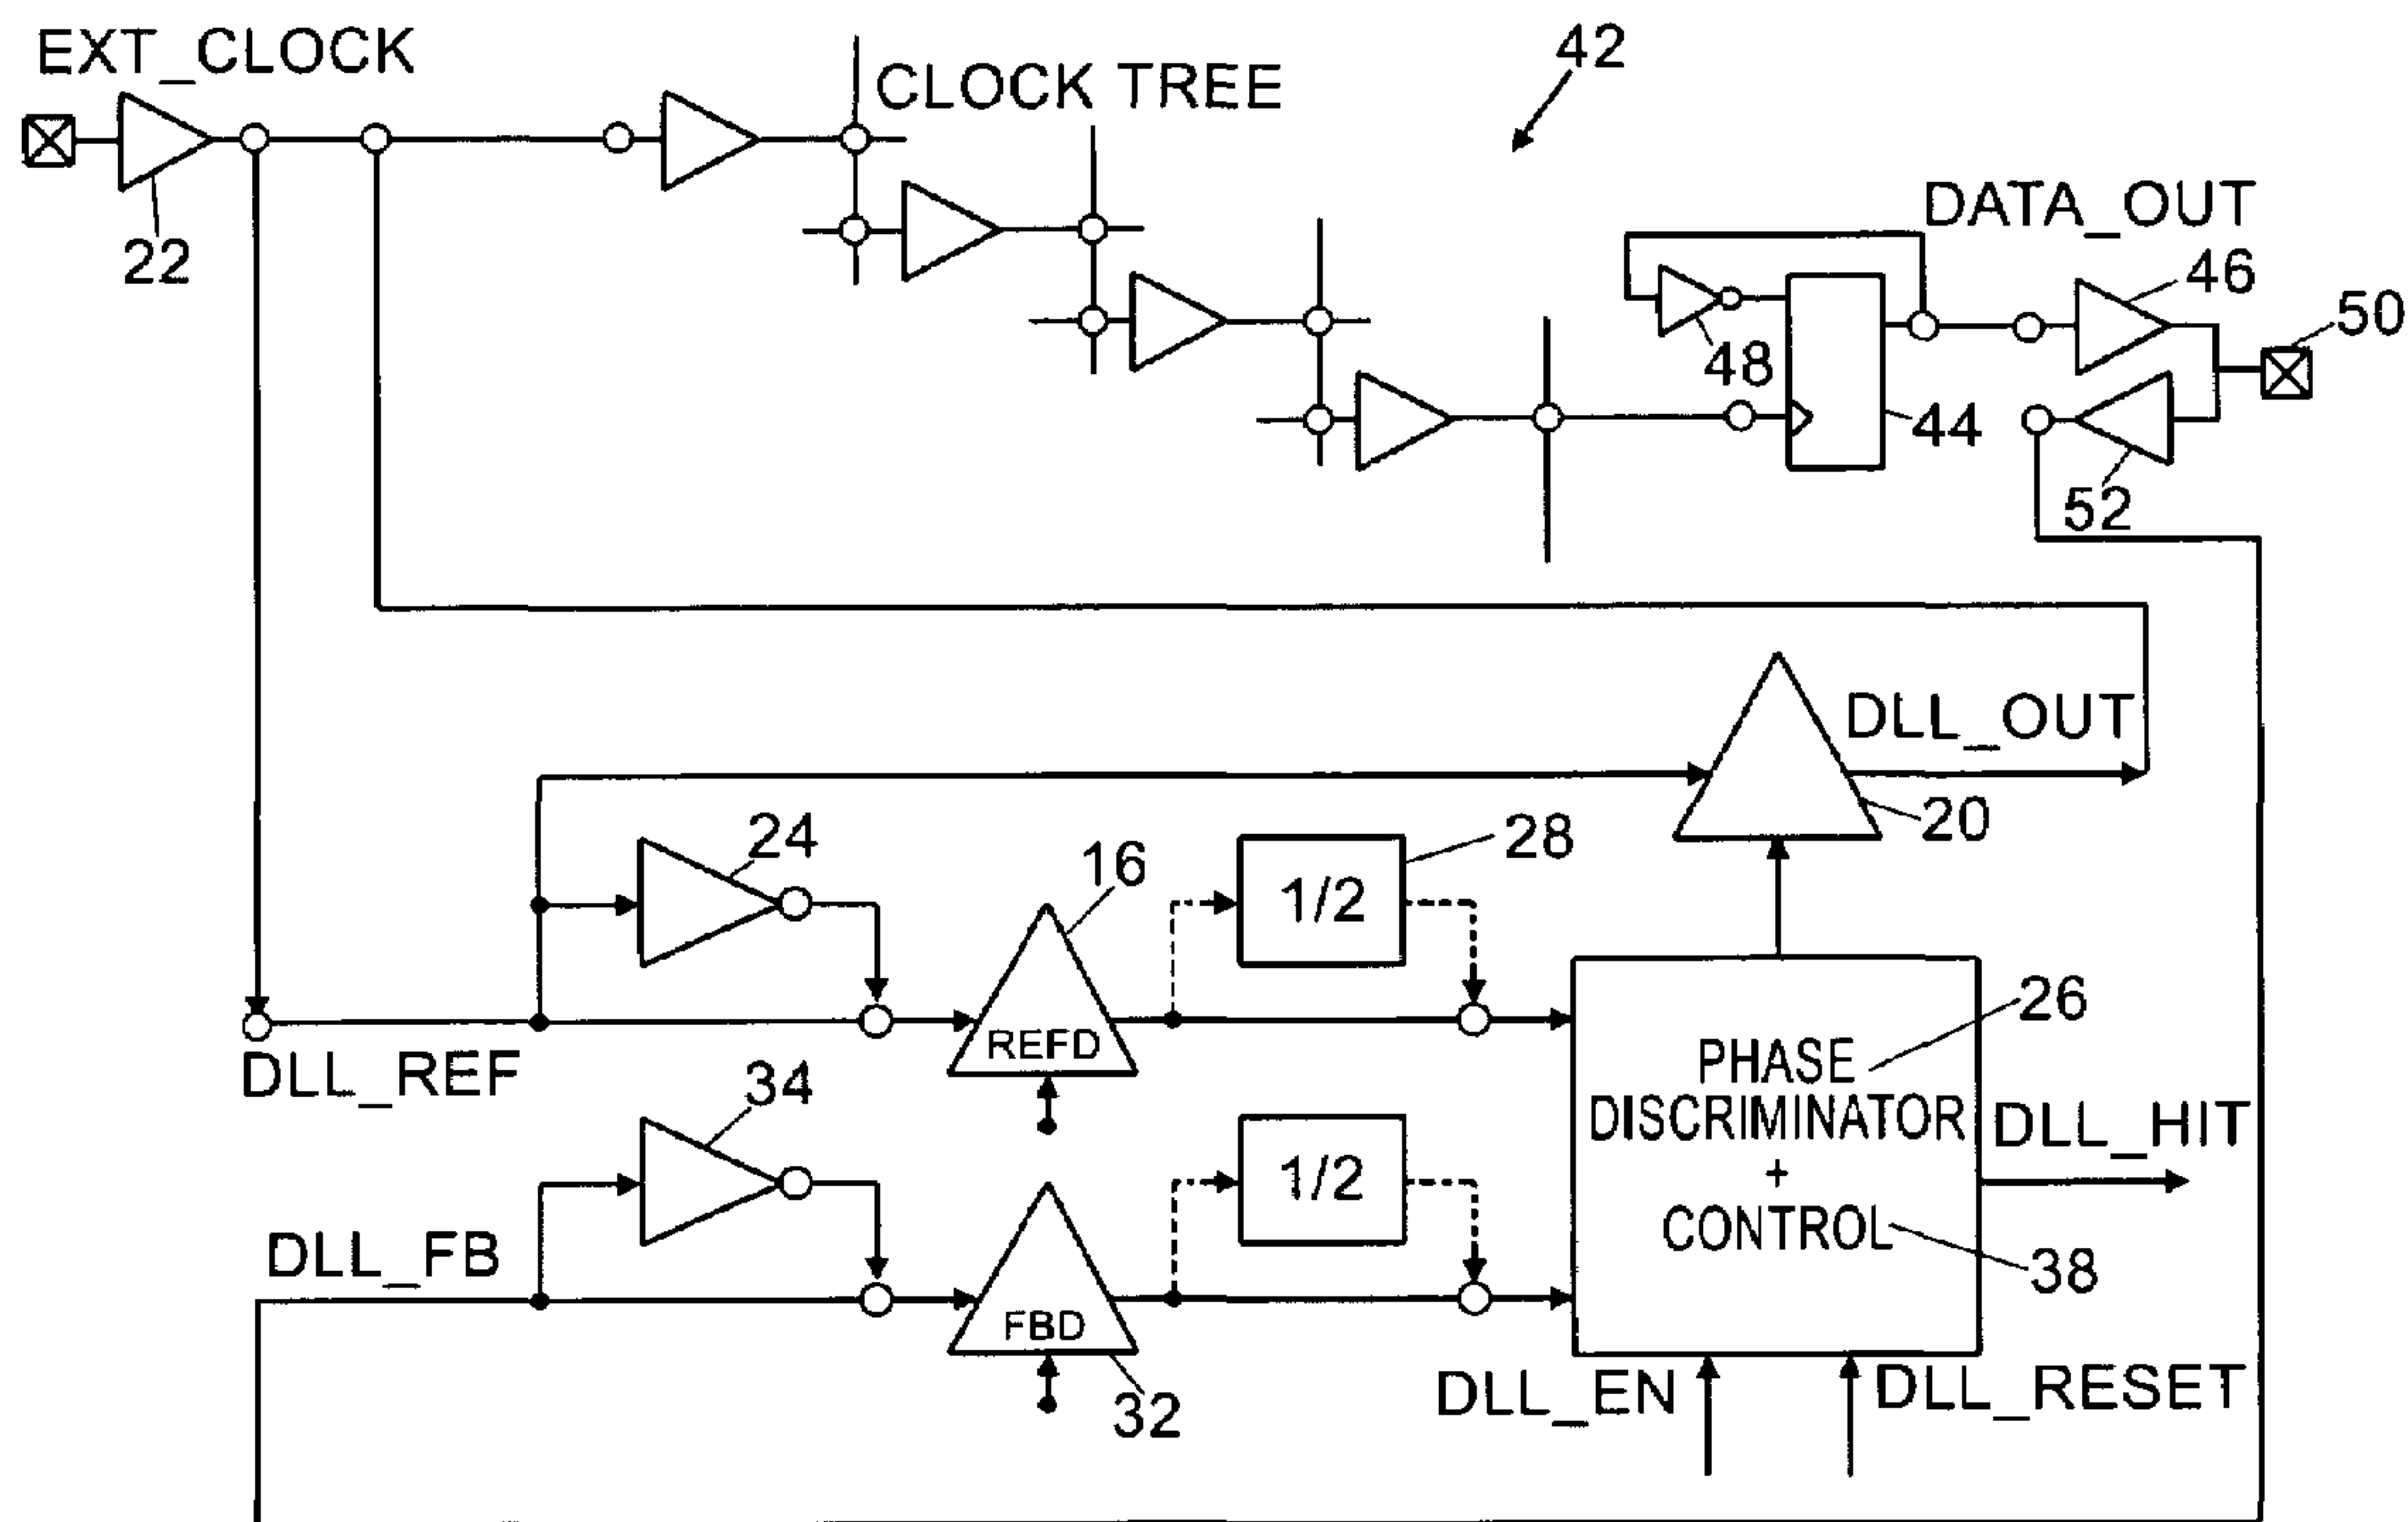 EXT_CLOCK
42
CLOCK TREE
22
DATA_OUT
46
50
48
44
52
DLL_OUT
20
24
16
28
1/2
26
REFD
DLL_REF
PHASE
DISCRIMINATOR
+
CONTROL
34
1/2
DLL_HIT
DLL_FB
38
FBD
32
DLL_EN
DLL_RESET